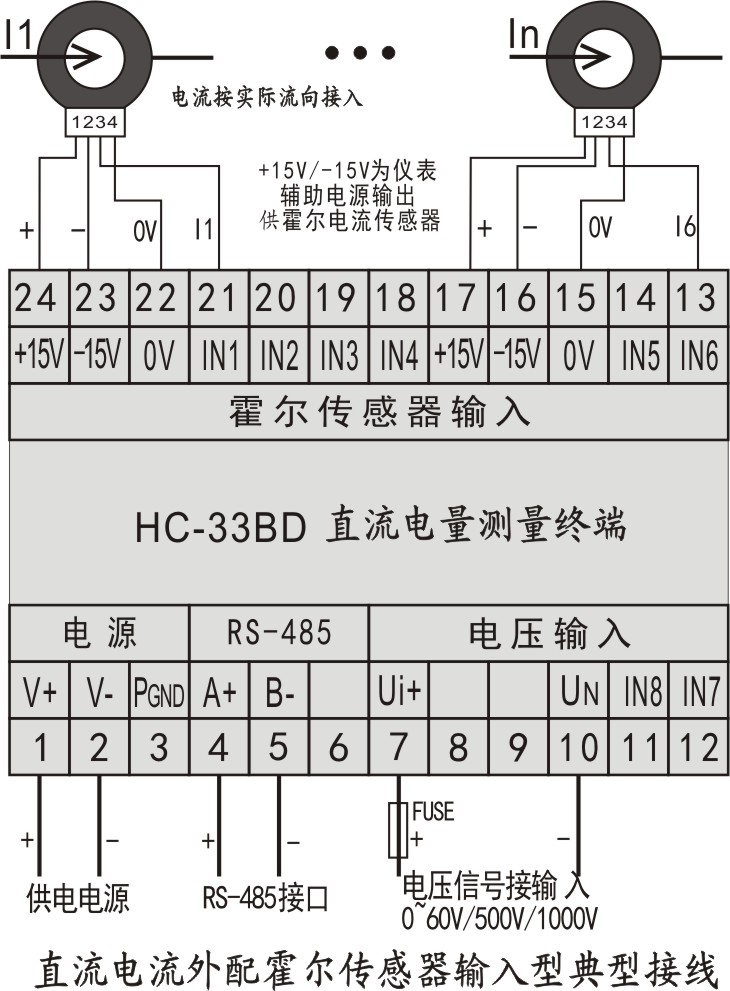 I1 In
电流按实际流向接入
1234 1234
+15V/-15V为仪表
辅助电源输出
供霍尔电流传感器
+ - 0V I1 + - 0V I6
24 23 22 21 20 19 18 17 16 15 14 13
+15V -15V 0V IN1 IN2 IN3 IN4 +15V -15V 0V IN5 IN6
霍尔传感器输入
HC-33BD 直流电量测量终端
电源 RS-485 电压输入
V+ V- PGND A+ B- Ui+ UN IN8 IN7
1 2 3 4 5 6 7 8 9 10 11 12
FUSE
+ - + - + -
供电电源 RS-485接口 电压信号接输入
0~60V/500V/1000V
直流电流外配霍尔传感器输入型典型接线